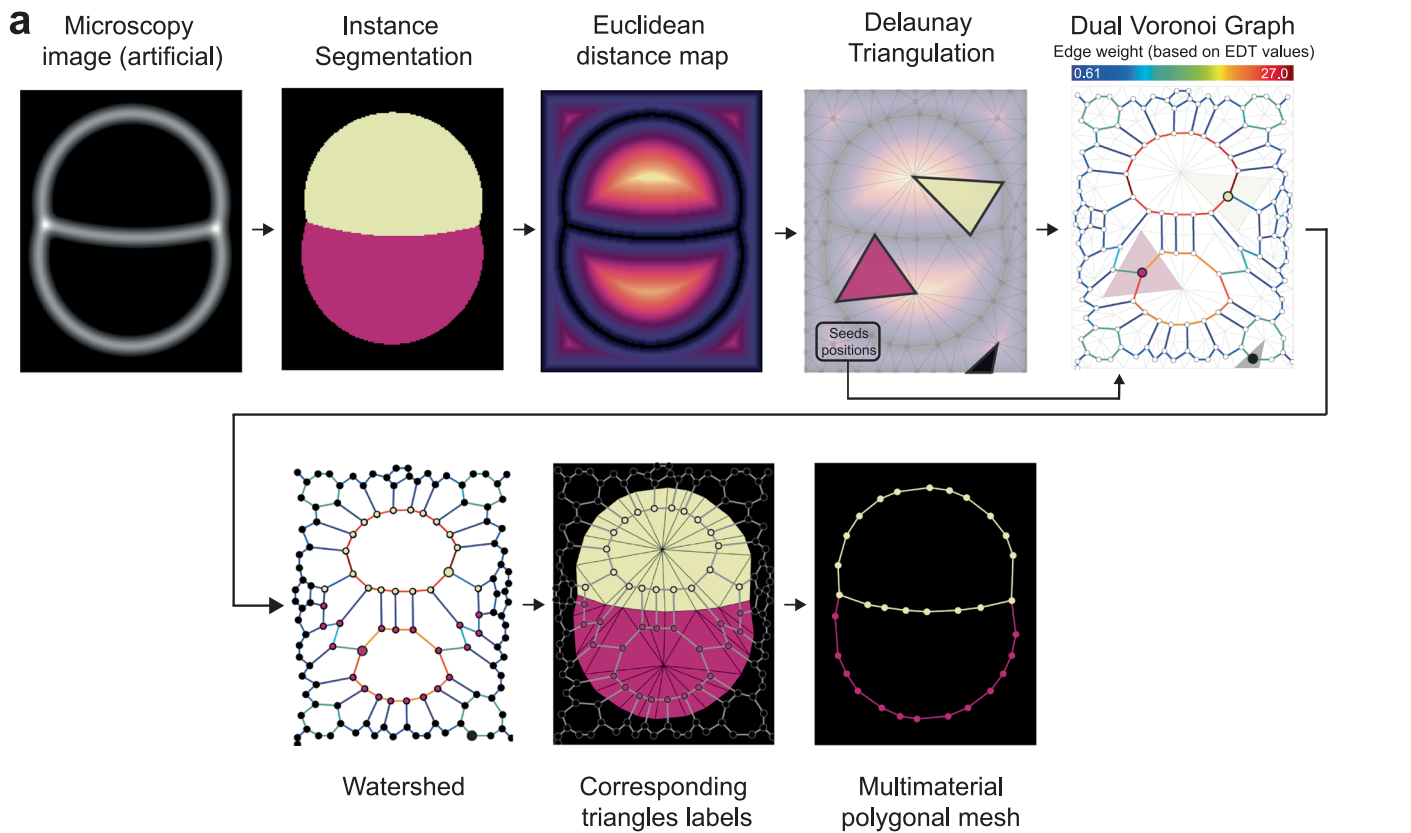 a
Microscopy
image (artificial)
Instance
Segmentation
Euclidean
distance map
Delaunay
Triangulation
Dual Voronoi Graph
Edge weight (based on EDT values)
0.61
27.0
Seeds
positions
Watershed
Corresponding
triangles labels
Multimaterial
polygonal mesh